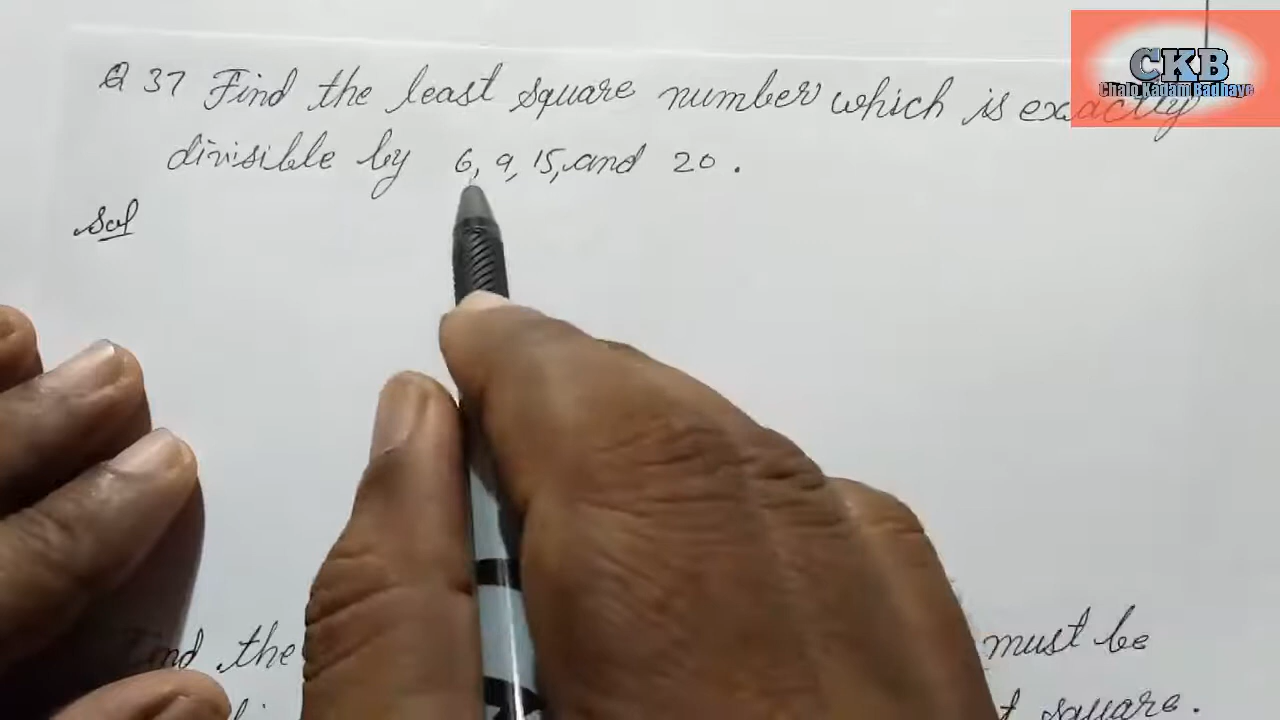 CKB
Chalo Kadam Badhaye
Q 37 Find the least square number which is exactly
divisible by 6, 9, 15, and 20.
Sol
the must be
square.